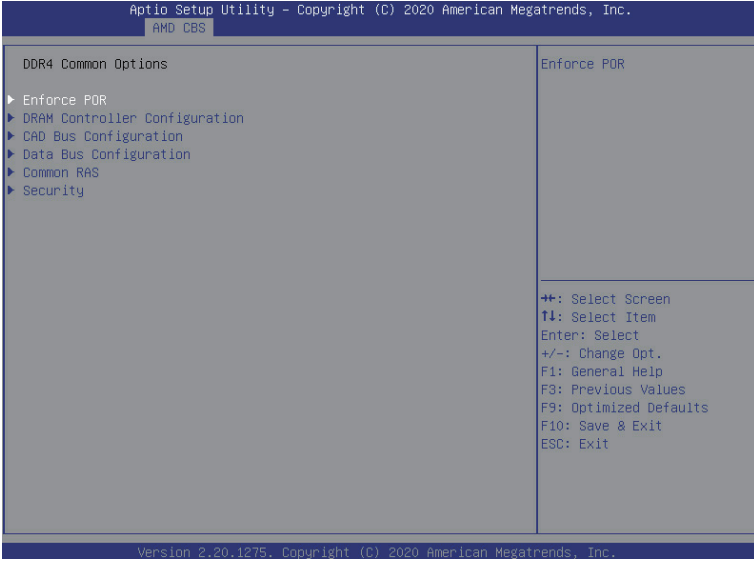 Aptio Setup Utility – Copyright (C) 2020 American Megatrends, Inc.
AMD CBS
DDR4 Common Options
Enforce POR
DRAM Controller Configuration
CAD Bus Configuration
Data Bus Configuration
Common RAS
Security
Enforce POR
→←: Select Screen
↑↓: Select Item
Enter: Select
+/-: Change Opt.
F1: General Help
F3: Previous Values
F9: Optimized Defaults
F10: Save & Exit
ESC: Exit
Version 2.20.1275. Copyright (C) 2020 American Megatrends, Inc.